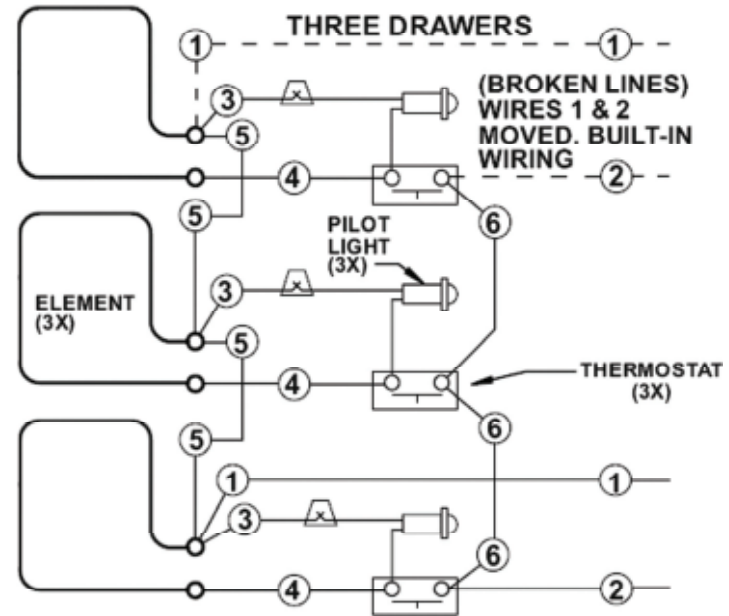 THREE DRAWERS
1
1
3
(BROKEN LINES)
WIRES 1 & 2
MOVED. BUILT-IN
WIRING
5
4
2
5
6
PILOT
LIGHT
(3X)
3
ELEMENT
(3X)
5
THERMOSTAT
(3X)
4
6
5
1
1
3
6
4
2